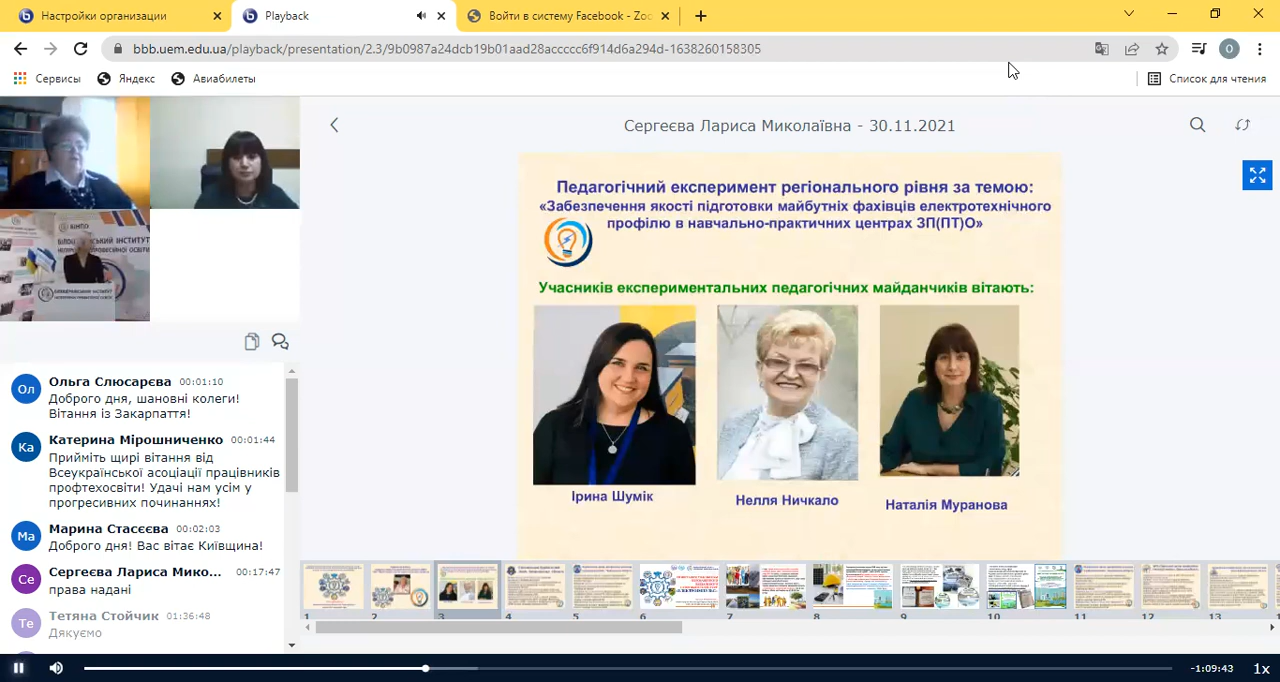 Настройки организации
Playback
Войти в систему Facebook - Zoo
bbb.uem.edu.ua/playback/presentation/2.3/9b0987a24dcb19b01aad28accccc6f914d6a294d-1638260158305
О
Сервисы
Яндекс
Авиабилеты
Список для чтения
Сергеєва Лариса Миколаївна - 30.11.2021
Педагогічний експеримент регіонального рівня за темою:
«Забезпечення якості підготовки майбутніх фахівців електротехнічного
профілю в навчально-практичних центрах ЗП(ПТ)О»
Учасників експериментальних педагогічних майданчиків вітають:
Ірина Шумік
Нелля Ничкало
Наталія Муранова
Ол
Ольга Слюсарєва 00:01:10
Доброго дня, шановні колеги!
Вітання із Закарпаття!
Ка
Катерина Мірошниченко 00:01:44
Прийміть щирі вітання від
Всеукраїнської асоціації працівників
профтехосвіти! Удачі нам усім у
прогресивних починаннях!
Ма
Марина Стасєєва 00:02:03
Доброго дня! Вас вітає Київщина!
Се
Сергеєва Лариса Мико... 00:17:47
права надані
Те
Тетяна Стойчик 01:36:48
Дякуємо
1
2
3
4
5
6
7
8
9
10
11
12
13
-1:09:43
1x